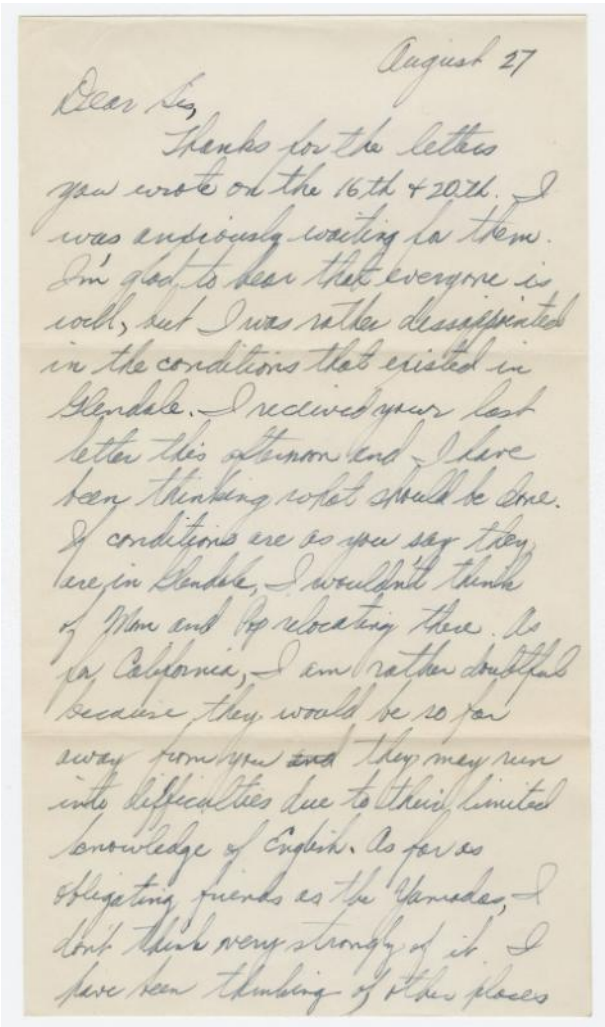 August 27
Dear Sis,
Thanks for the letters
you wrote on the 16th + 20th. I
was anxiously waiting for them.
I'm glad to hear that everyone is
well, but I was rather dissappointed
in the conditions that existed in
Glendale. I received your last
letter this afternoon and I have
been thinking what should be done.
If conditions are as you say they
are in Glendale, I wouldn't think
of Mom and Pop relocating there. As
for California, I am rather doubtful
because they would be so far
away from you and they may run
into difficulties due to their limited
knowledge of English. As far as
obligating friends as the Yamadas, I
don't think very strongly of it. I
have been thinking of other places